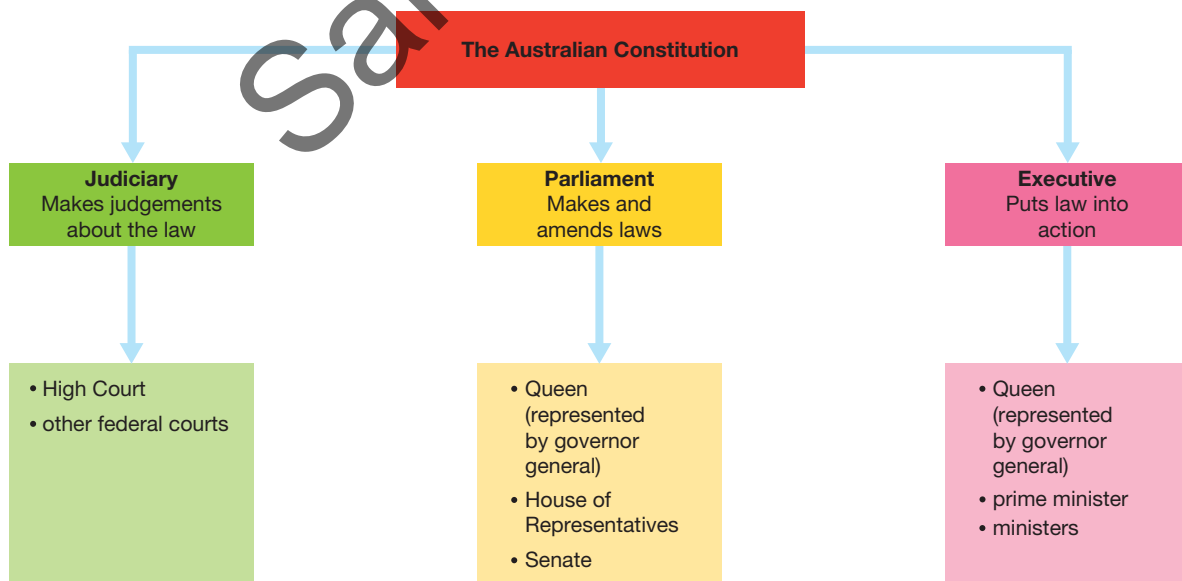 The Australian Constitution
Judiciary
Makes judgements
about the law
Parliament
Makes and
amends laws
Executive
Puts law into
action
• High Court
• other federal courts
• Queen
(represented
by governor
general)
• House of
Representatives
• Senate
• Queen
(represented
by governor
general)
• prime minister
• ministers